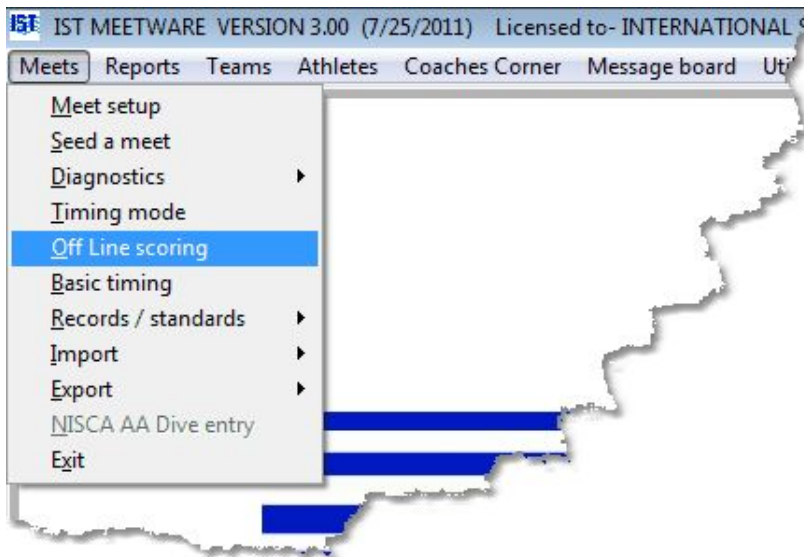 IST IST MEETWARE VERSION 3.00 (7/25/2011) Licensed to- INTERNATIONAL
Meets Reports Teams Athletes Coaches Corner Message board
Meet setup
Seed a meet
Diagnostics
Timing mode
Off Line scoring
Basic timing
Records / standards
Import
Export
NISCA AA Dive entry
Exit